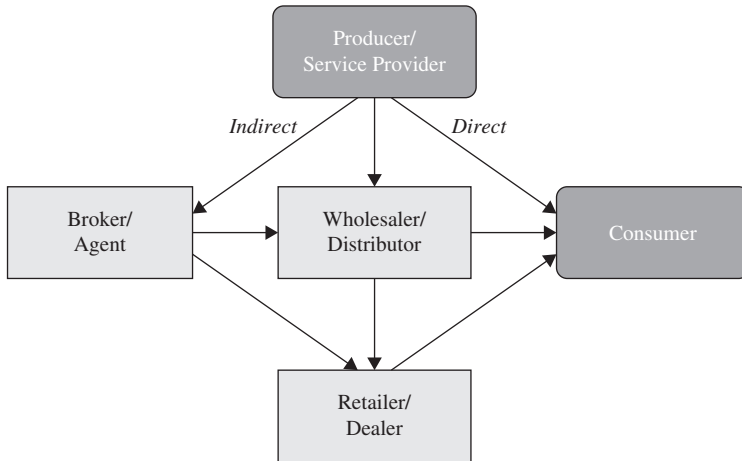 Producer/
Service Provider
Indirect
Direct
Broker/
Agent
Wholesaler/
Distributor
Consumer
Retailer/
Dealer